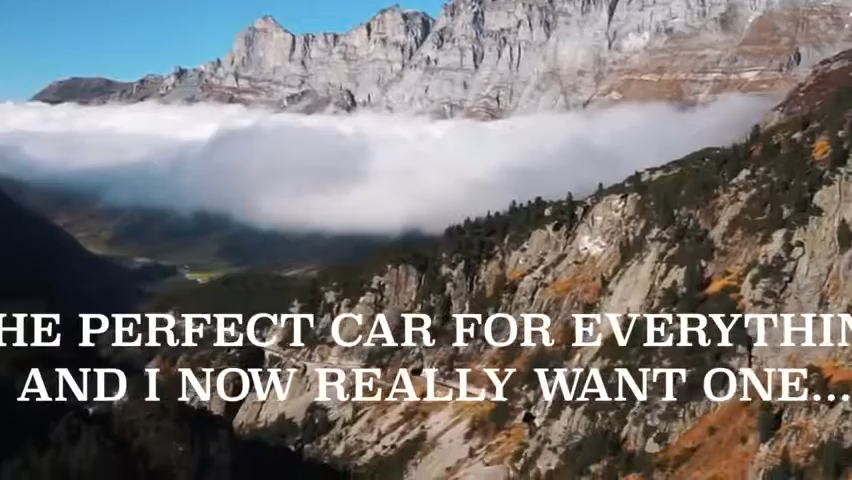 HE PERFECT CAR FOR EVERYTHIN
AND I NOW REALLY WANT ONE...